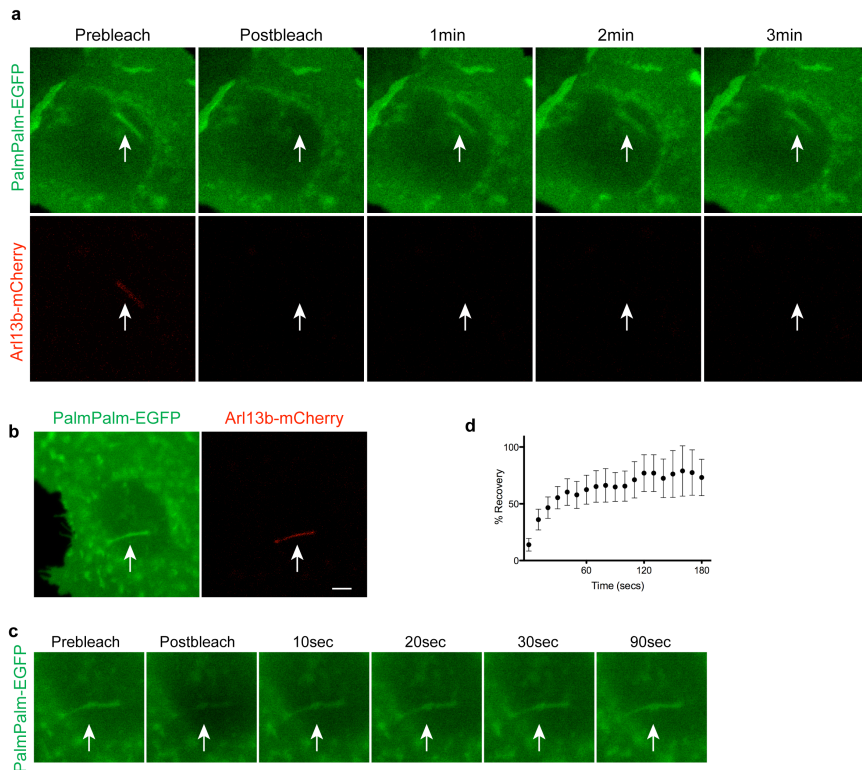 a
Prebleach Postbleach 1min 2min 3min
PalmPalm-EGFP
Arl13b-mCherry
b
PalmPalm-EGFP Arl13b-mCherry
d
100
50
0
% Recovery
60 120 180
Time (secs)
c
Prebleach Postbleach 10sec 20sec 30sec 90sec
PalmPalm-EGFP